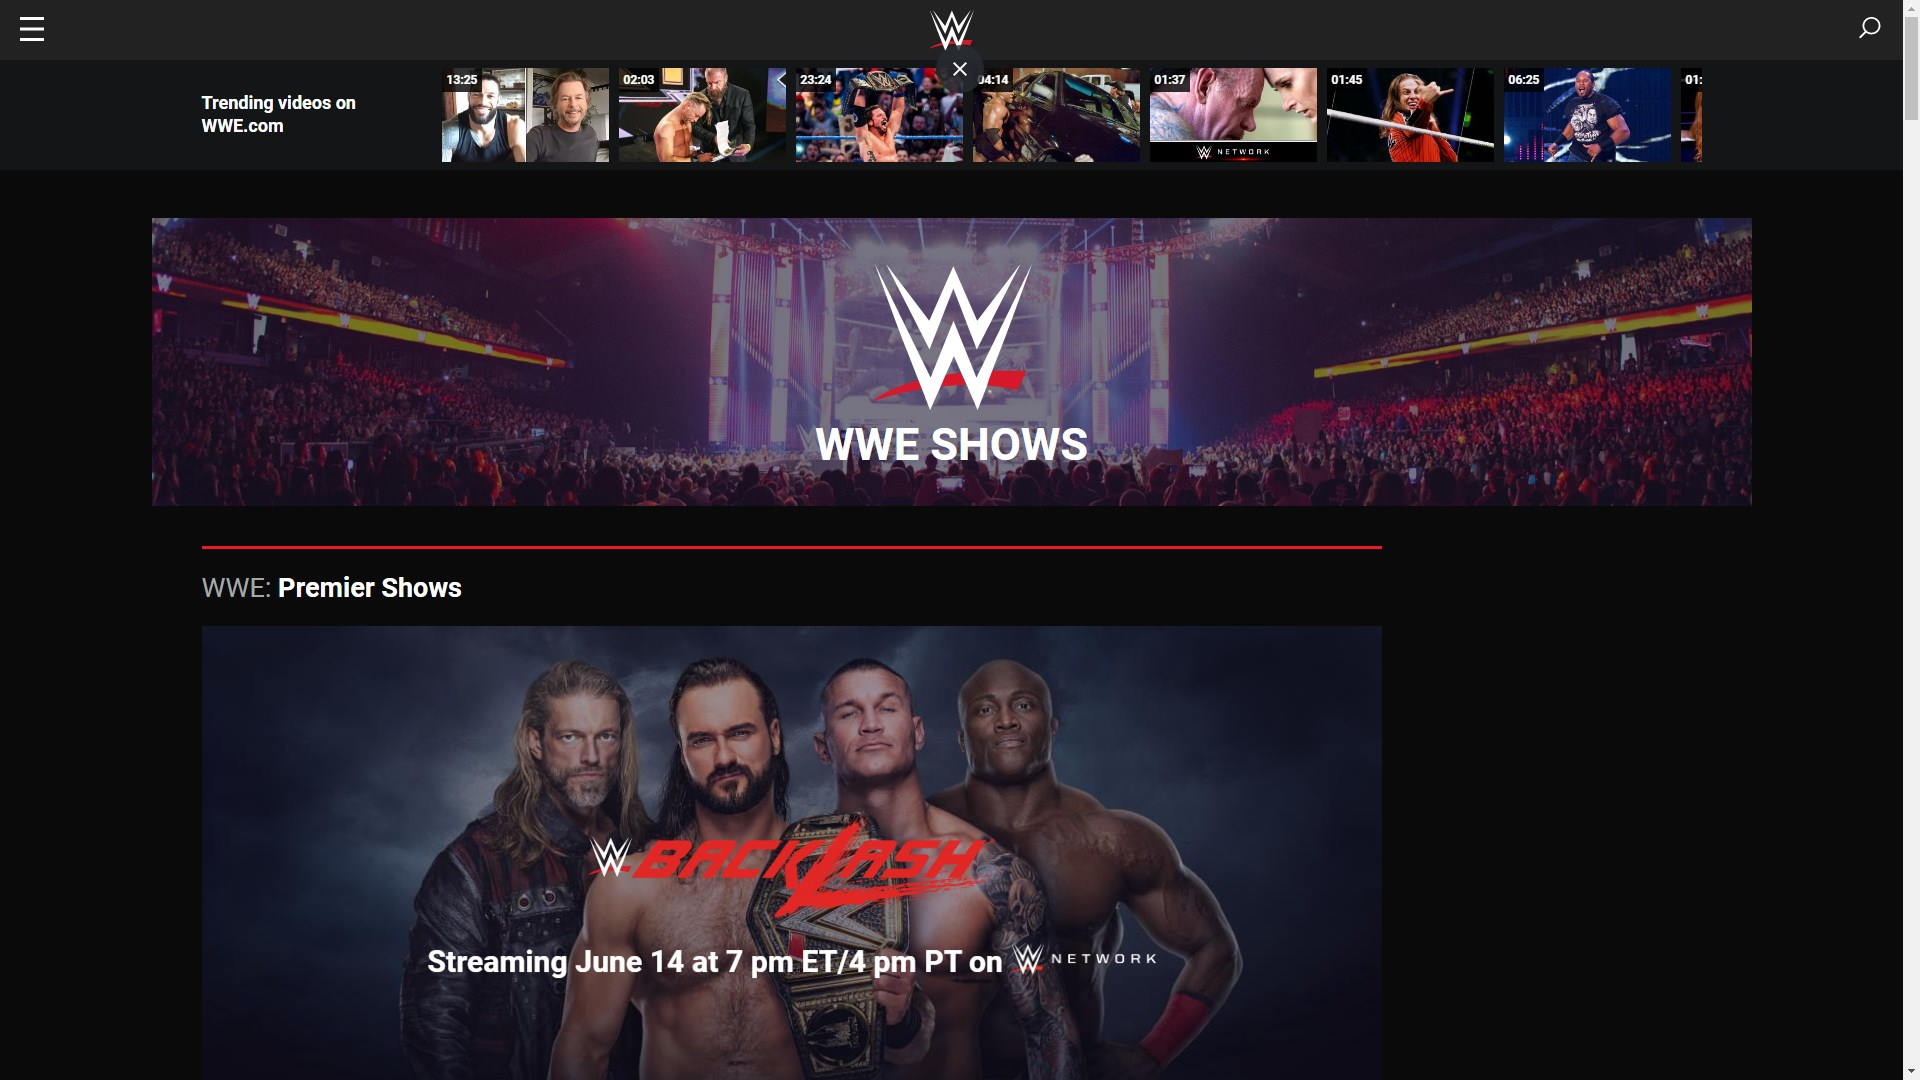 Trending videos on
WWE.com
13:25
02:03
23:24
04:14
01:37
01:45
06:25
01:
W NETWORK
W
WWE SHOWS
WWE: Premier Shows
W BACKLASH
Streaming June 14 at 7 pm ET/4 pm PT on W NETWORK